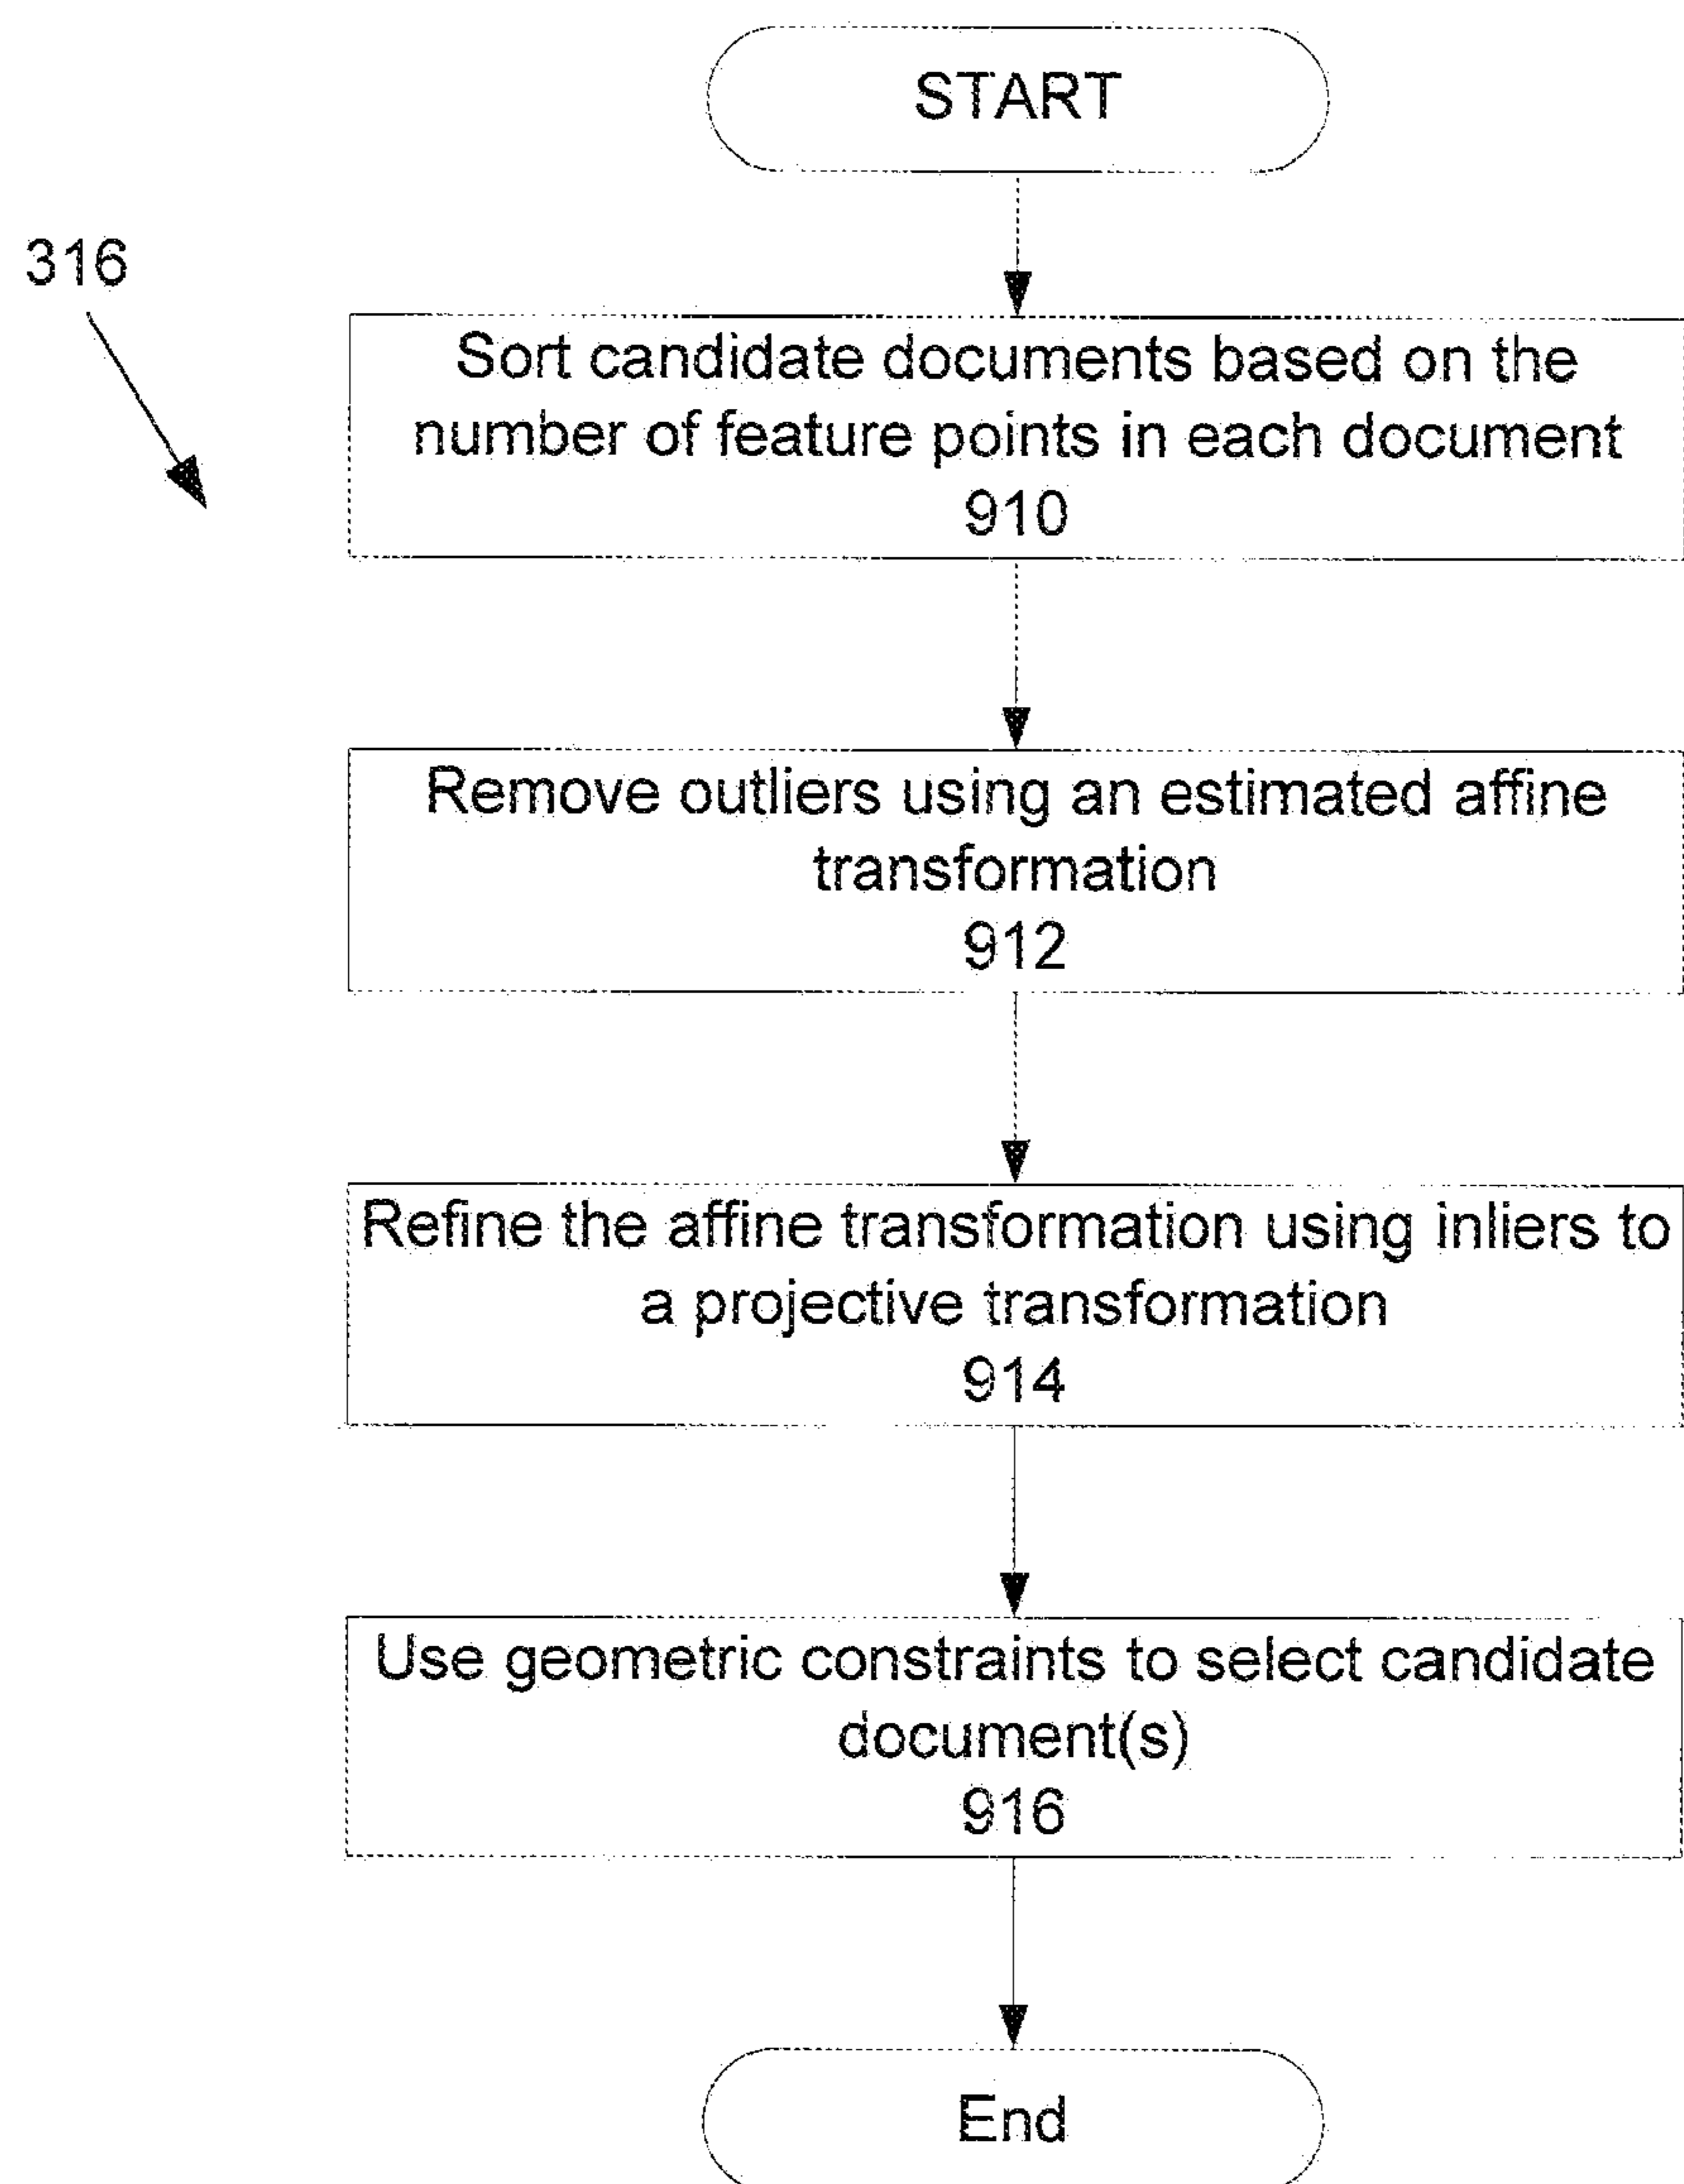 START
316
Sort candidate documents based on the
number of feature points in each document
910
Remove outliers using an estimated affine
transformation
912
Refine the affine transformation using inliers to
a projective transformation
914
Use geometric constraints to select candidate
document(s)
916
End